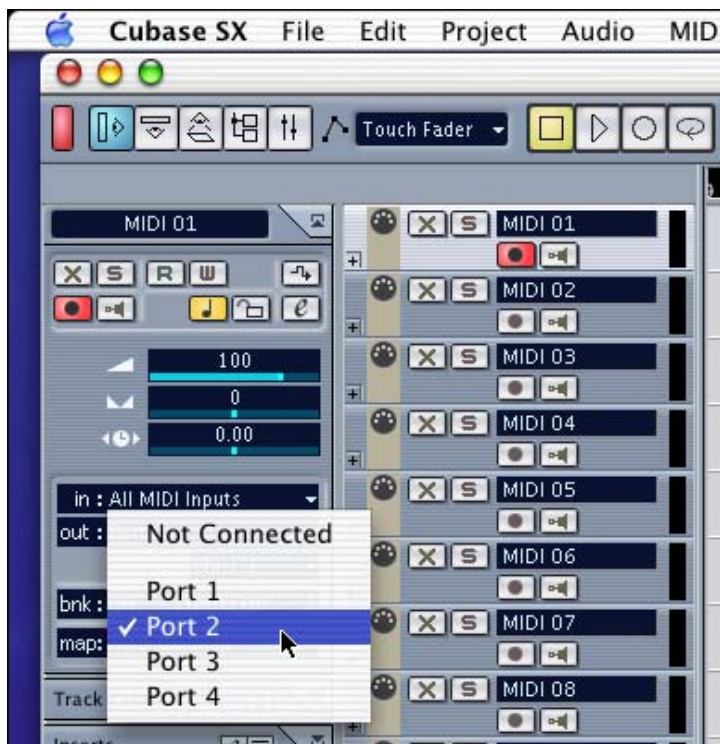 Cubase SX File Edit Project Audio MID
Touch Fader
MIDI 01
X S R W
e
100
0
0.00
in : All MIDI Inputs
out :
bnk :
map:
Not Connected
Port 1
✓ Port 2
Port 3
Port 4
Track
Inserts
X S MIDI 01
X S MIDI 02
X S MIDI 03
X S MIDI 04
X S MIDI 05
X S MIDI 06
X S MIDI 07
X S MIDI 08